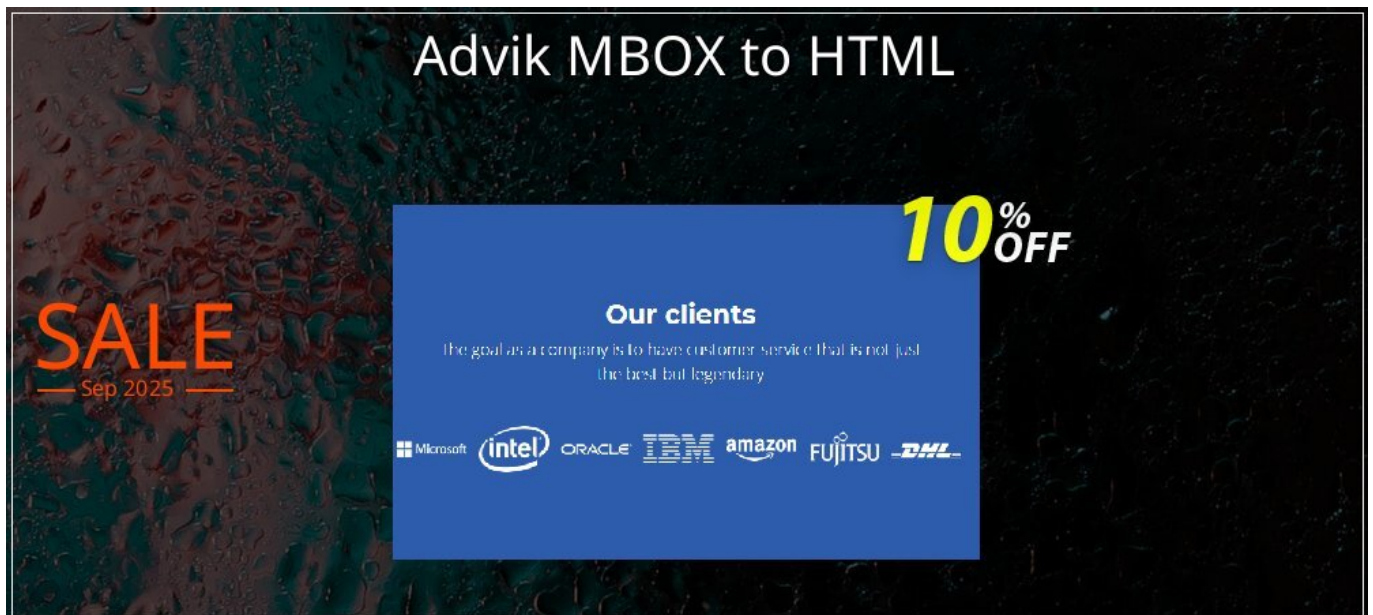 Advik MBOX to HTML
10% OFF
SALE
Sep 2025
Our clients
The goal as a company is to have customer service that is not just
the best but legendary
Microsoft intel ORACLE IBM amazon FUJITSU DHL